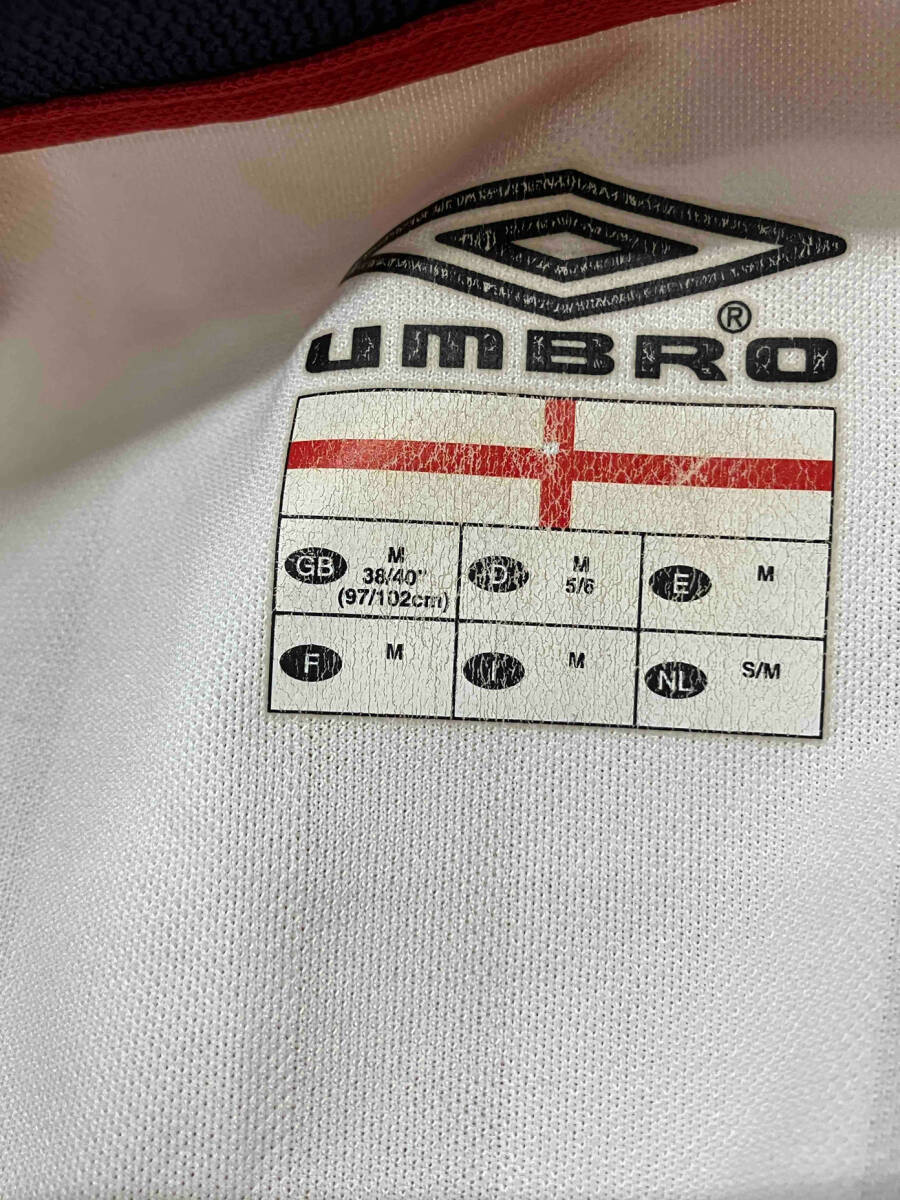 UMBRO®
GB M
38/40"
(97/102cm)
D M
5/6
E M
F M
I M
NL S/M